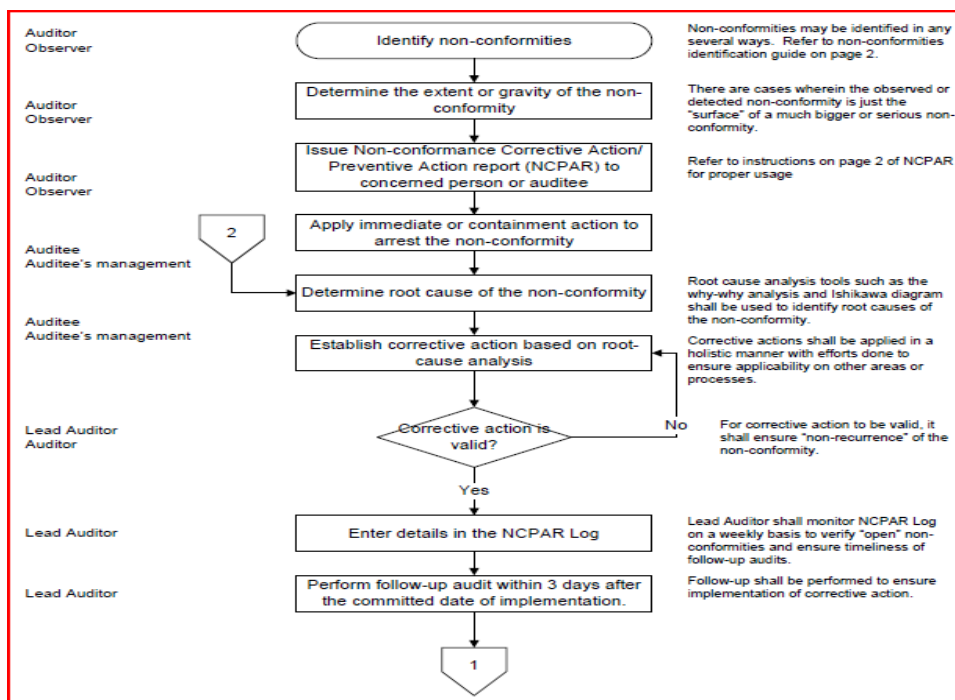 Auditor
Observer
Identify non-conformities
Non-conformities may be identified in any
several ways. Refer to non-conformities
identification guide on page 2.
Auditor
Observer
Determine the extent or gravity of the non-
conformity
There are cases wherein the observed or
detected non-conformity is just the
"surface" of a much bigger or serious non-
conformity.
Auditor
Observer
Issue Non-conformance Corrective Action/
Preventive Action report (NCPAR) to
concerned person or auditee
Refer to instructions on page 2 of NCPAR
for proper usage
2
Apply immediate or containment action to
arrest the non-conformity
Auditee
Auditee's management
Determine root cause of the non-conformity
Root cause analysis tools such as the
why-why analysis and Ishikawa diagram
shall be used to identify root causes of
the non-conformity.
Auditee
Auditee's management
Establish corrective action based on root-
cause analysis
Corrective actions shall be applied in a
holistic manner with efforts done to
ensure applicability on other areas or
processes.
Lead Auditor
Auditor
Corrective action is
valid?
No
For corrective action to be valid, it
shall ensure "non-recurrence" of the
non-conformity.
Yes
Lead Auditor
Enter details in the NCPAR Log
Lead Auditor shall monitor NCPAR Log
on a weekly basis to verify "open" non-
conformities and ensure timeliness of
follow-up audits.
Lead Auditor
Perform follow-up audit within 3 days after
the committed date of implementation.
Follow-up shall be performed to ensure
implementation of corrective action.
1